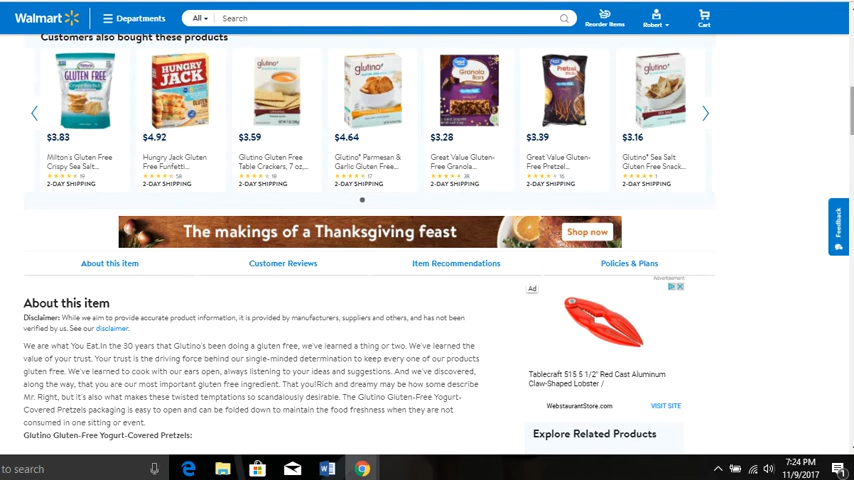 Walmart
Departments
All
Search
Reorder Items
Robert
Cart
Customers also bought these products
GLUTEN FREE
HUNGRY JACK
glutino
glutino
Granola Bars
PRETZEL
glutino
$3.83
$4.92
$3.59
$4.64
$3.28
$3.39
$3.16
Milton's Gluten Free Crispy Sea Salt...
Hungry Jack Gluten Free Funfetti...
Glutino Gluten Free Table Crackers, 7 oz,...
Glutino® Parmesan & Garlic Gluten Free...
Great Value Gluten-Free Granola...
Great Value Gluten-Free Pretzel...
Glutino® Sea Salt Gluten Free Snack...
19
58
18
17
38
16
1
2-DAY SHIPPING
2-DAY SHIPPING
2-DAY SHIPPING
2-DAY SHIPPING
2-DAY SHIPPING
2-DAY SHIPPING
2-DAY SHIPPING
Feedback
The makings of a Thanksgiving feast
Shop now
About this item
Customer Reviews
Item Recommendations
Policies & Plans
Advertisement
About this item
Disclaimer: While we aim to provide accurate product information, it is provided by manufacturers, suppliers and others, and has not been
verified by us. See our disclaimer.
We are what You Eat.In the 30 years that Glutino's been doing a gluten free, we've learned a thing or two. We've learned the
value of your trust. Your trust is the driving force behind our single-minded determination to keep every one of our products
gluten free. We've learned to cook with our ears open, always listening to your ideas and suggestions. And we've discovered,
along the way, that you are our most important gluten free ingredient. That you!Rich and dreamy may be how some describe
Mr. Right, but it's also what makes these twisted temptations so scandalously desirable. The Glutino Gluten-Free Yogurt-
Covered Pretzels packaging is easy to open and can be folded down to maintain the food freshness when they are not
consumed in one sitting or event.
Glutino Gluten-Free Yogurt-Covered Pretzels:
Ad
Tablecraft 515 5 1/2" Red Cast Aluminum
Claw-Shaped Lobster /
WebstaurantStore.com
VISIT SITE
Explore Related Products
to search
7:24 PM
11/9/2017
1